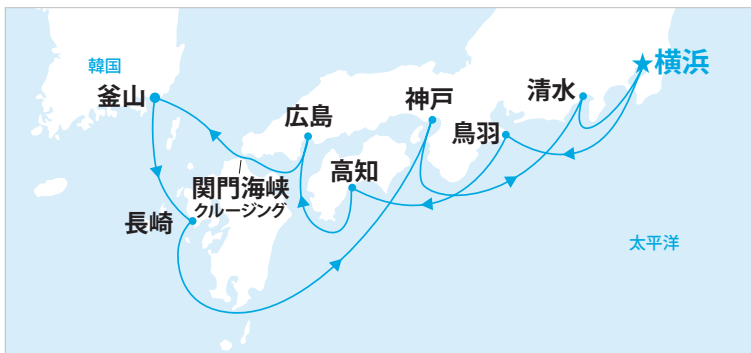 韓国
釜山
横浜
清水
神戸
鳥羽
広島
高知
関門海峡
クルージング
長崎
太平洋